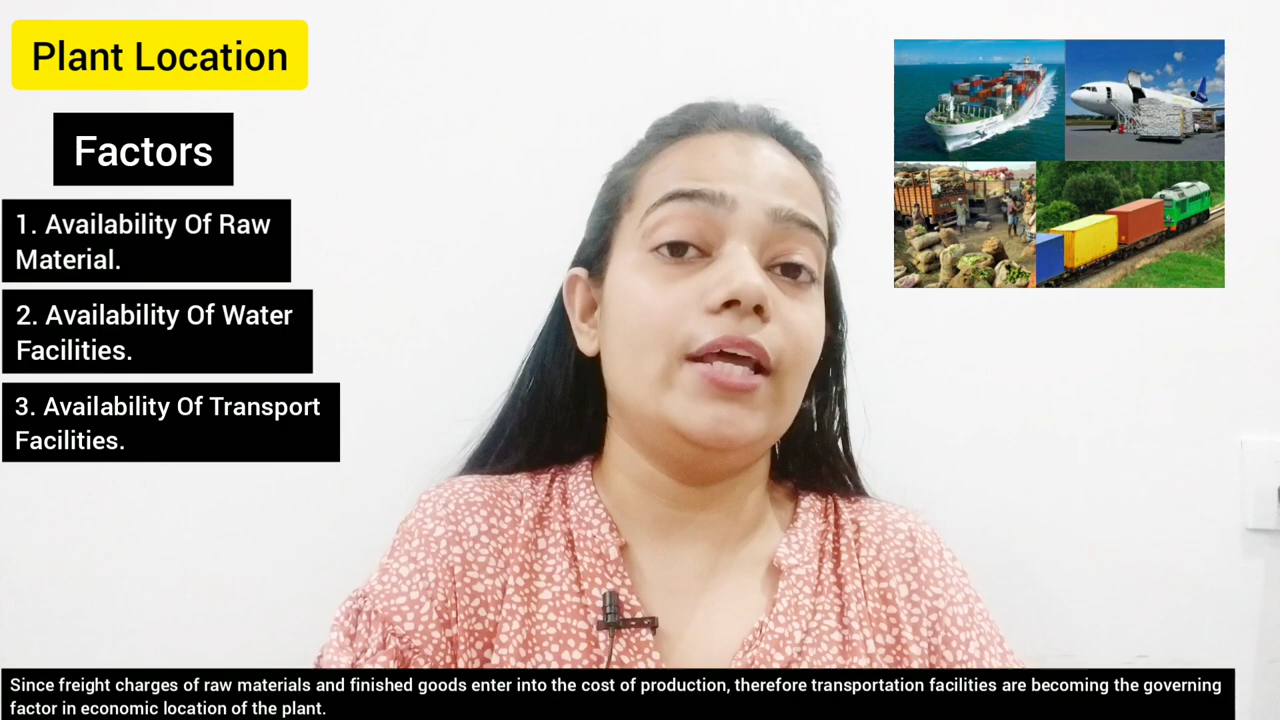 Plant Location
Factors
1. Availability Of Raw
Material.
2. Availability Of Water
Facilities.
3. Availability Of Transport
Facilities.
Since freight charges of raw materials and finished goods enter into the cost of production, therefore transportation facilities are becoming the governing
factor in economic location of the plant.